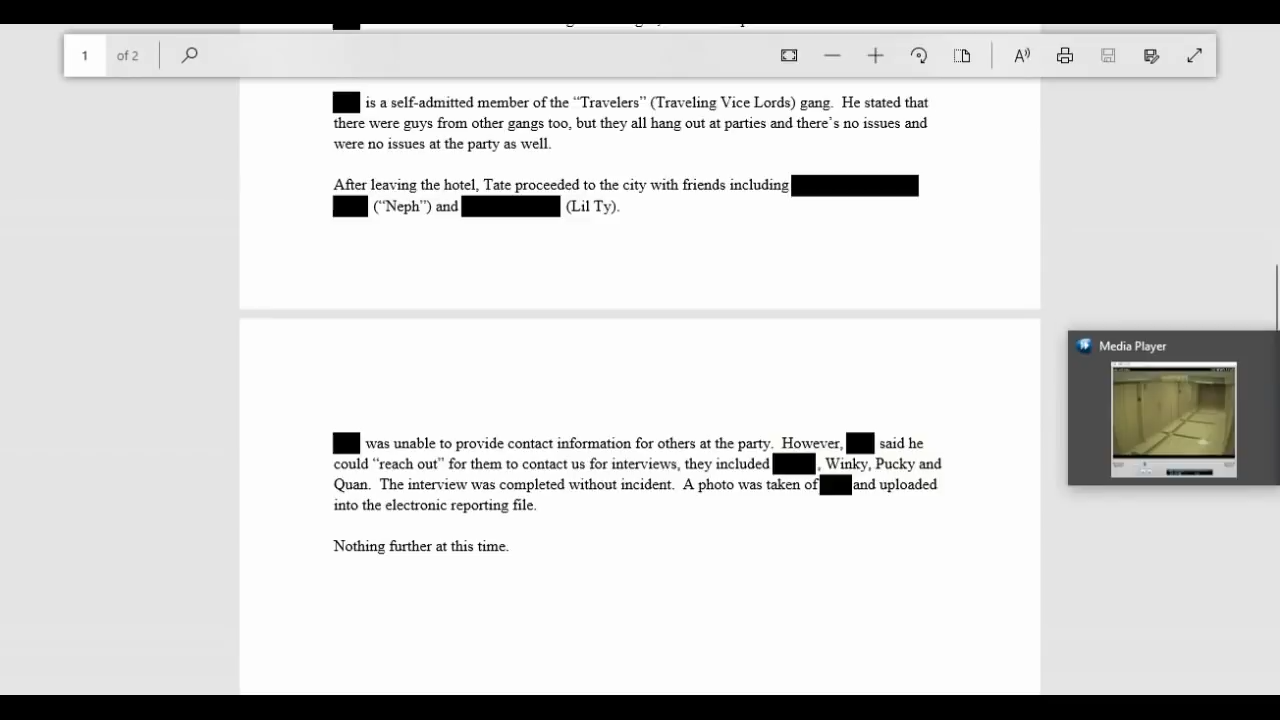 1 of 2
is a self-admitted member of the “Travelers” (Traveling Vice Lords) gang. He stated that
there were guys from other gangs too, but they all hang out at parties and there’s no issues and
were no issues at the party as well.
After leaving the hotel, Tate proceeded to the city with friends including
(“Neph”) and (Lil Ty).
Media Player
was unable to provide contact information for others at the party. However, said he
could “reach out” for them to contact us for interviews, they included , Winky, Pucky and
Quan. The interview was completed without incident. A photo was taken of and uploaded
into the electronic reporting file.
Nothing further at this time.